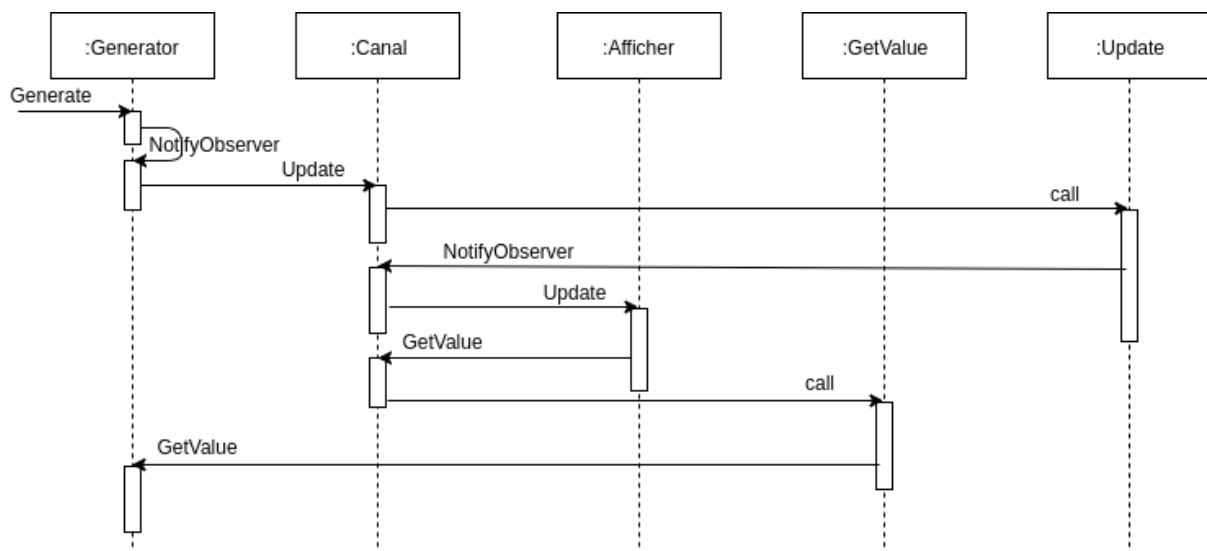 :Generator
:Canal
:Afficher
:GetValue
:Update
Generate
NotifyObserver
Update
call
NotifyObserver
Update
GetValue
call
GetValue